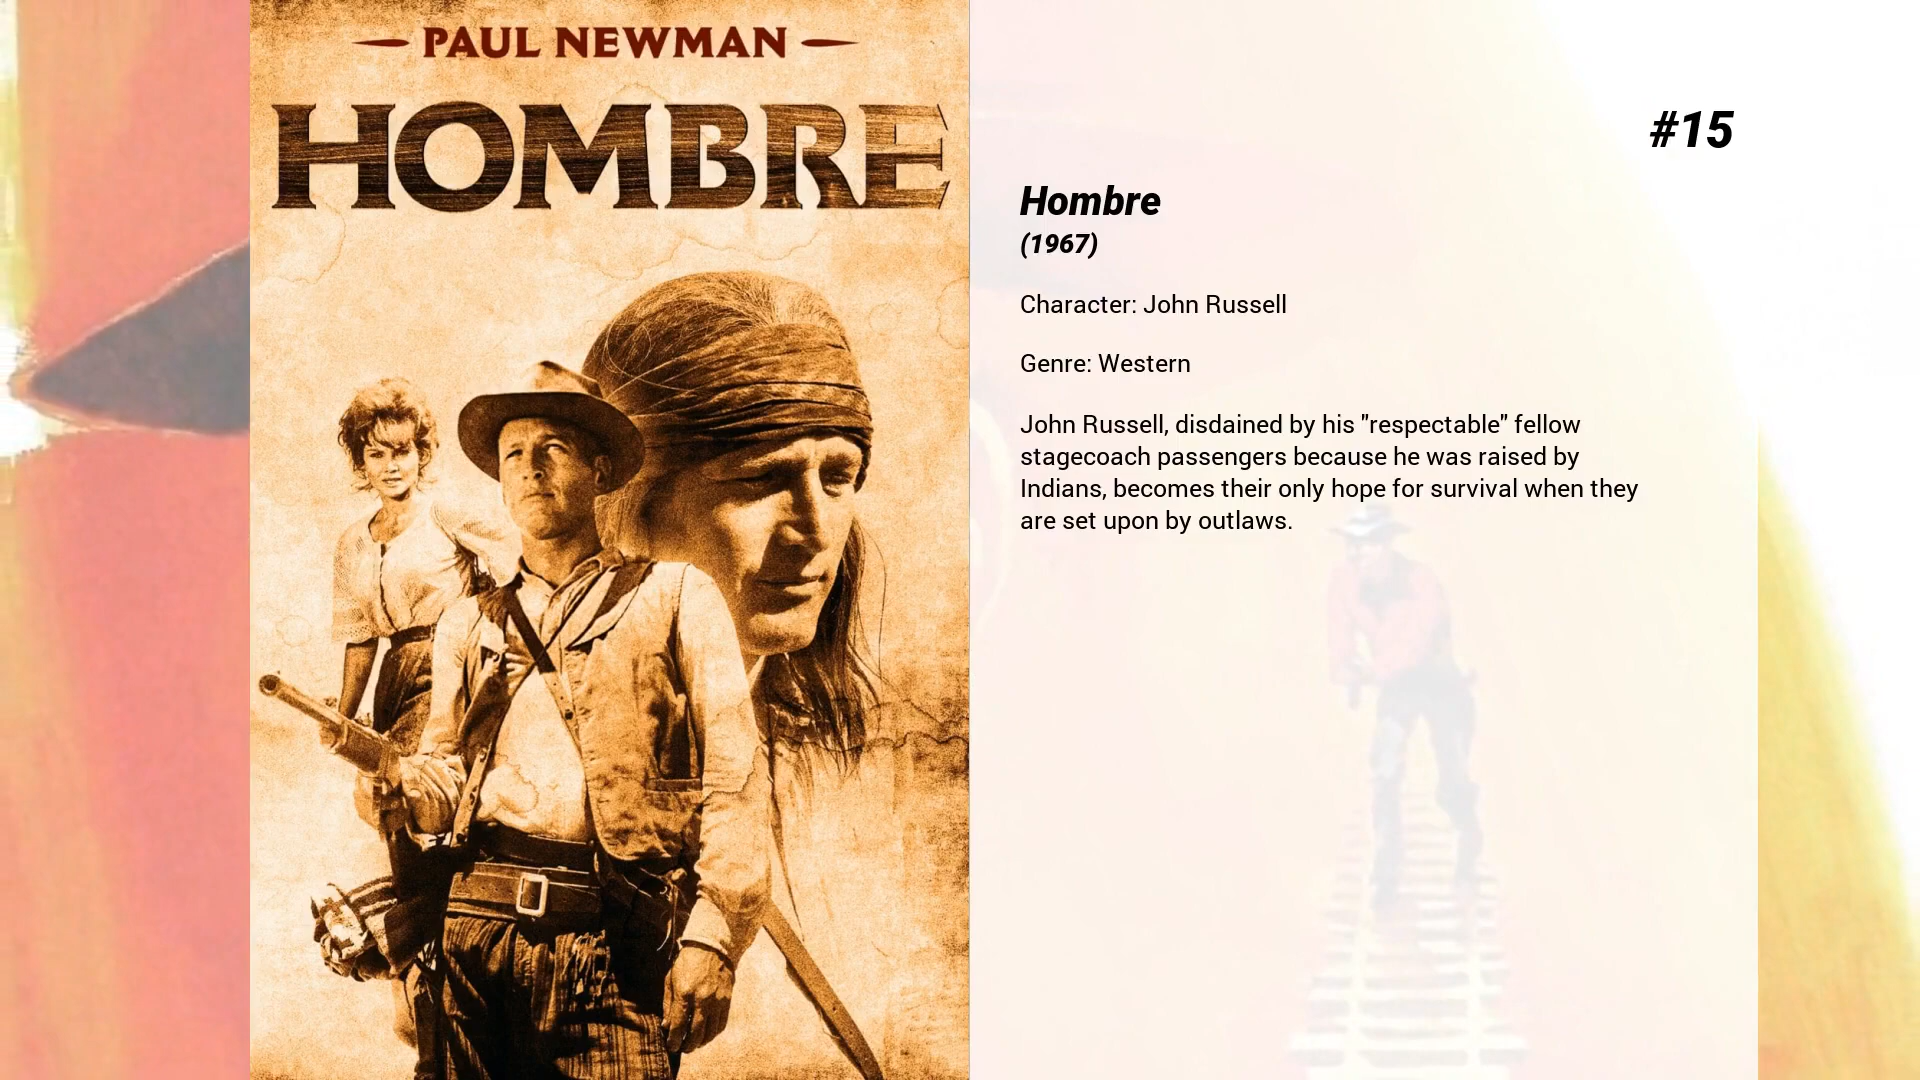 PAUL NEWMAN
HOMBRE
#15
Hombre
(1967)
Character: John Russell
Genre: Western
John Russell, disdained by his "respectable" fellow
stagecoach passengers because he was raised by
Indians, becomes their only hope for survival when they
are set upon by outlaws.